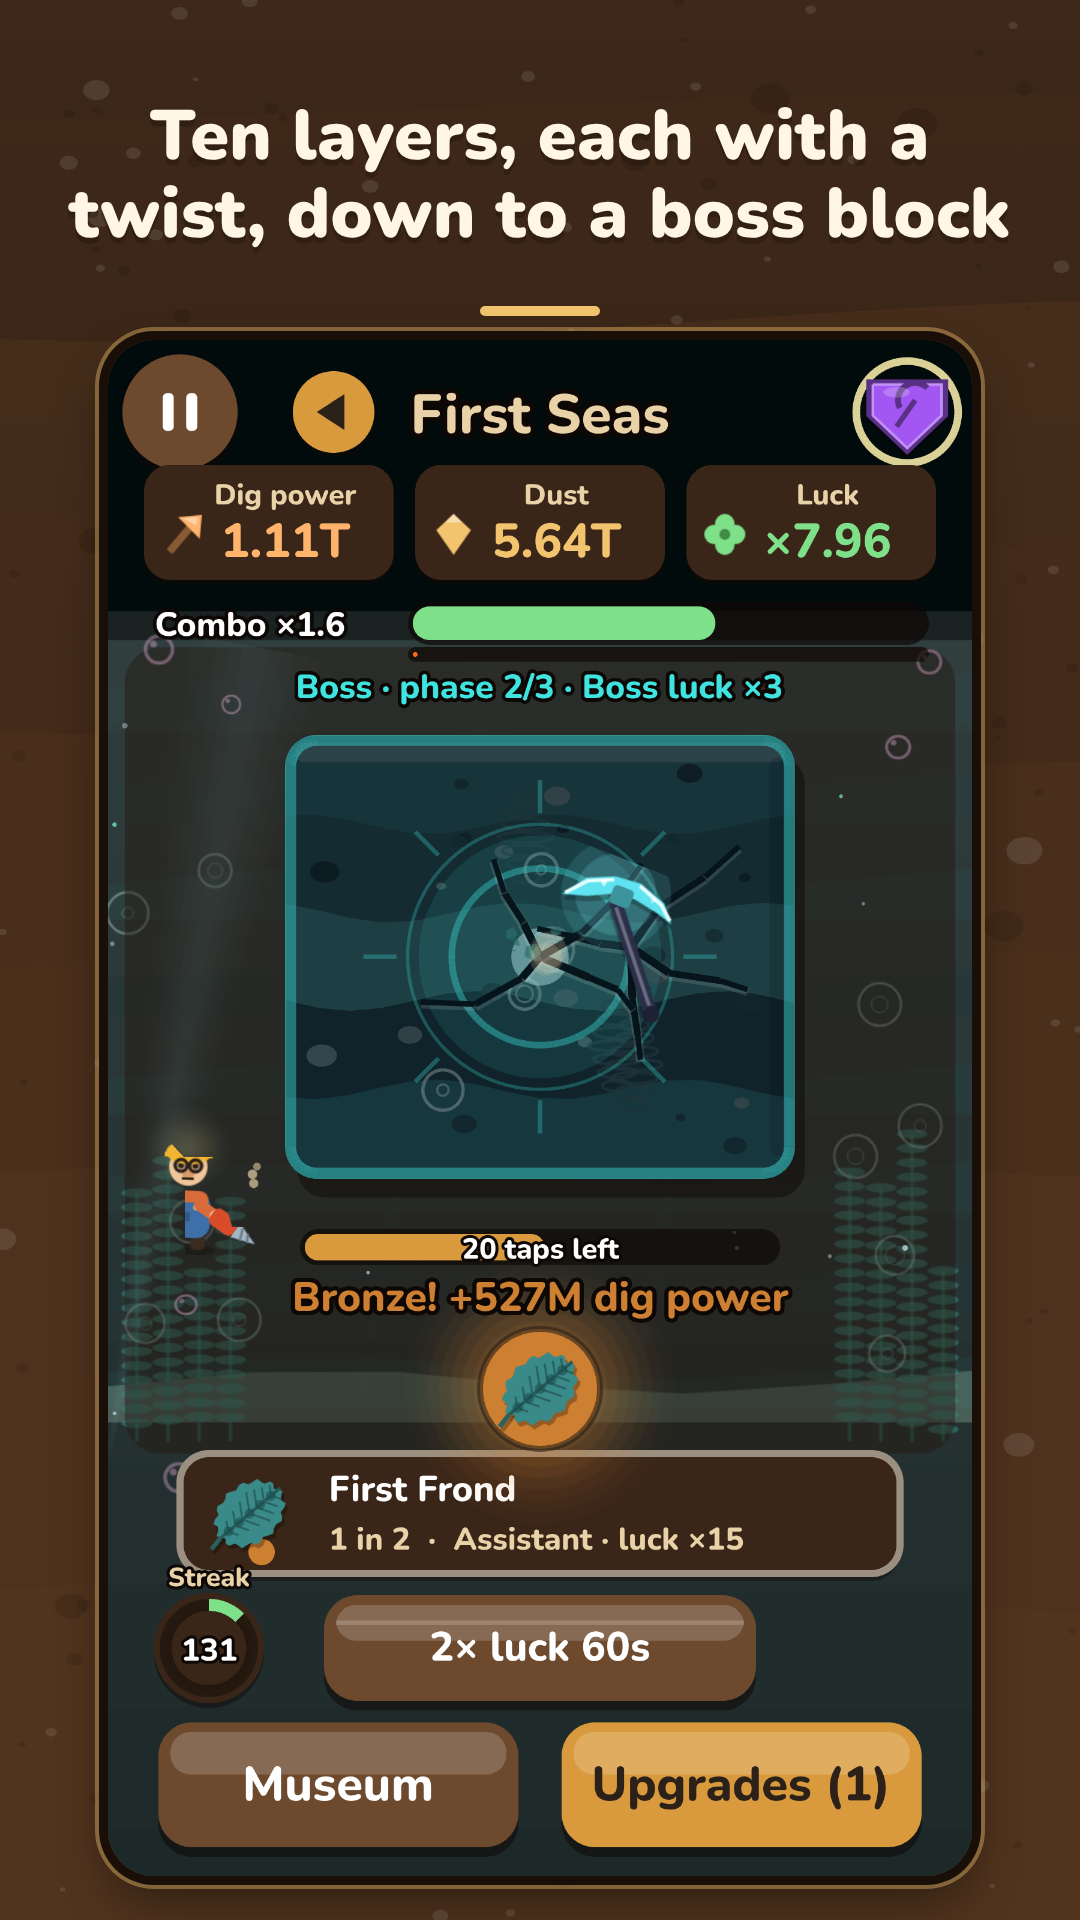 Ten layers, each with a
twist, down to a boss block
First Seas
Dig power
1.11T
Dust
5.64T
Luck
×7.96
Combo ×1.6
Boss · phase 2/3 · Boss luck ×3
20 taps left
Bronze! +527M dig power
First Frond
1 in 2 · Assistant · luck ×15
Streak
131
2× luck 60s
Museum
Upgrades (1)